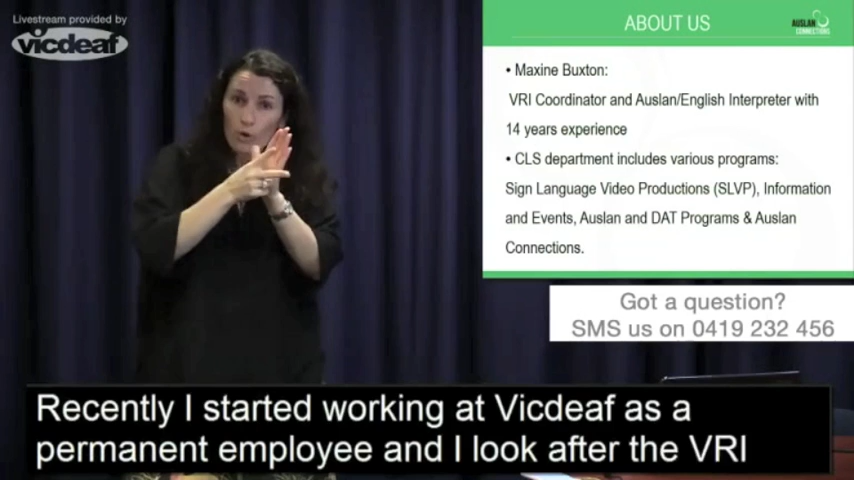 Livestream provided by
vicdeaf
ABOUT US
AUSLAN
CONNECTIONS
• Maxine Buxton:
VRI Coordinator and Auslan/English Interpreter with
14 years experience
• CLS department includes various programs:
Sign Language Video Productions (SLVP), Information
and Events, Auslan and DAT Programs & Auslan
Connections.
Got a question?
SMS us on 0419 232 456
Recently I started working at Vicdeaf as a
permanent employee and I look after the VRI